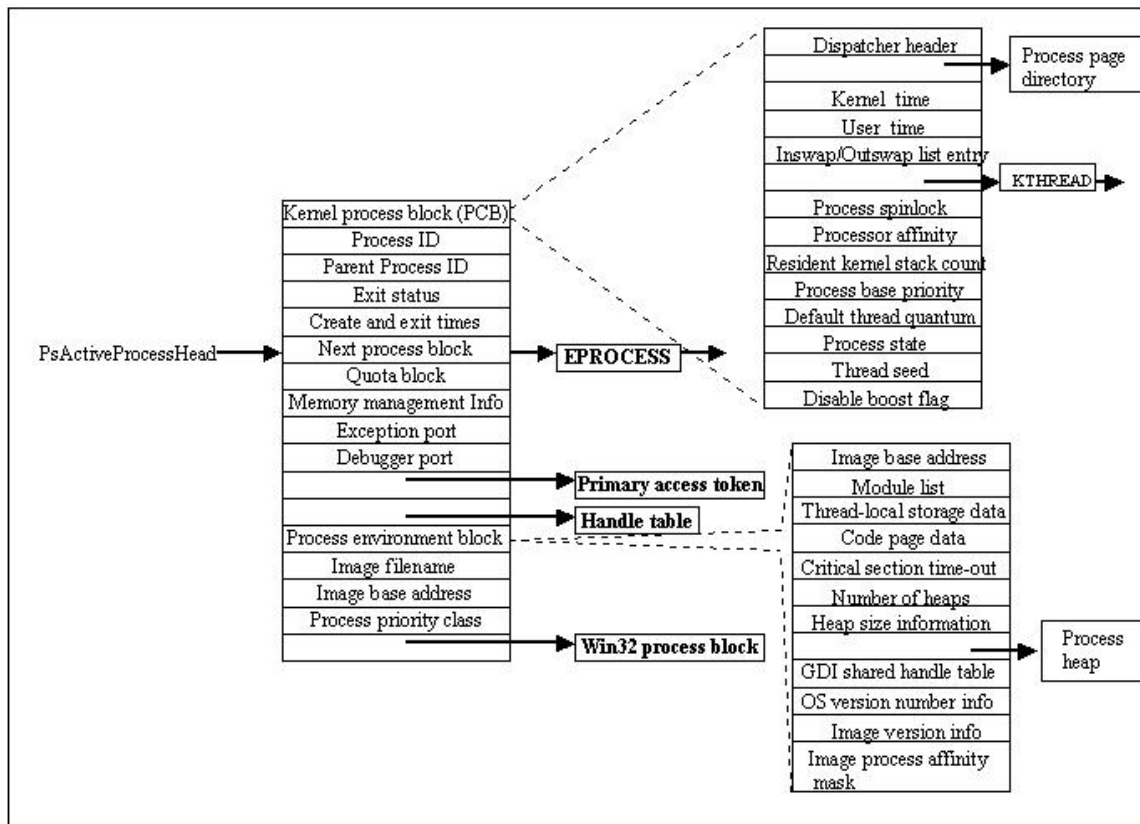 PsActiveProcessHead
Kernel process block (PCB)
Process ID
Parent Process ID
Exit status
Create and exit times
Next process block
Quota block
Memory management Info
Exception port
Debugger port
Process environment block
Image filename
Image base address
Process priority class
EPROCESS
Primary access token
Handle table
Win32 process block
Dispatcher header
Kernel time
User time
Inswap/Outswap list entry
Process spinlock
Processor affinity
Resident kernel stack count
Process base priority
Default thread quantum
Process state
Thread seed
Disable boost flag
Process page
directory
KTHREAD
Image base address
Module list
Thread-local storage data
Code page data
Critical section time-out
Number of heaps
Heap size information
GDI shared handle table
OS version number info
Image version info
Image process affinity
mask
Process
heap